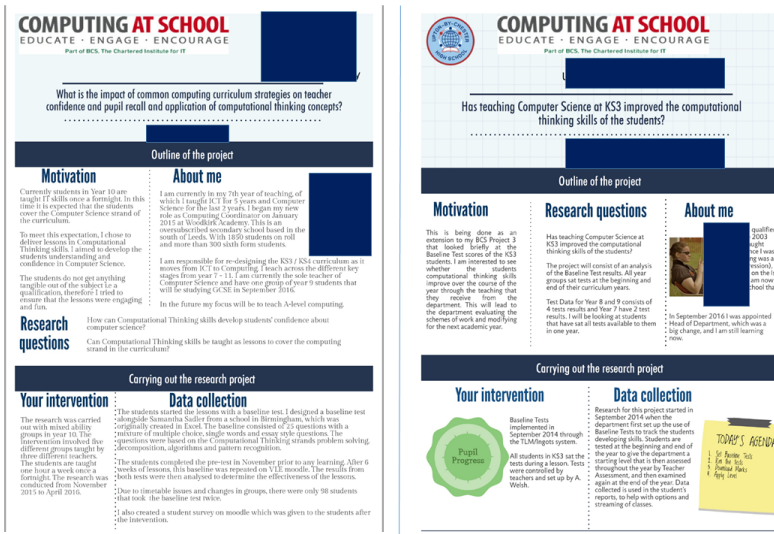 COMPUTING AT SCHOOL
EDUCATE · ENGAGE · ENCOURAGE
Part of BCS, The Chartered Institute for IT
What is the impact of common computing curriculum strategies on teacher
confidence and pupil recall and application of computational thinking concepts?
Outline of the project
Motivation
Currently students in Year 10 are
taught IT skills once a fortnight. In this
time it is expected that the students
cover the Computer Science strand of
the curriculum.
To meet this expectation, I chose to
deliver lessons in Computational
Thinking skills. I aimed to develop the
students understanding and
confidence in Computer Science.
The students do not get anything
tangible out of the subject i.e a
qualification, therefore I tried to
ensure that the lessons were engaging
and fun.
About me
I am currently in my 7th year of teaching, of
which I taught ICT for 5 years and Computer
Science for the last 2 years. I began my new
role as Computing Coordinator on January
2015 at Woodkirk Academy. This is an
oversubscribed secondary school based in the
south of Leeds. With 1850 students on roll
and more than 300 sixth form students.
I am responsible for re-designing the KS3 / KS4 curriculum as it
moves from ICT to Computing. I teach across the different key
stages from year 7 – 11. I am currently the sole teacher of
Computer Science and have one group of year 9 students that
will be studying GCSE in September 2016.
In the future my focus will be to teach A-level computing.
Research
questions
How can Computational Thinking skills develop students' confidence about
computer science?
Can Computational Thinking skills be taught as lessons to cover the computing
strand in the curriculum?
Carrying out the research project
Your intervention
The research was carried
out with mixed ability
groups in year 10. The
intervention involved five
different groups taught by
three different teachers.
The students are taught
one hour a week once a
fortnight. The research was
conducted from November
2015 to April 2016.
Data collection
The students started the lessons with a baseline test. I designed a baseline test
alongside Samantha Sadler from a school in Birmingham, which was
originally created in Excel. The baseline consisted of 25 questions with a
mixture of multiple choice, single words and essay style questions. The
questions were based on the Computational Thinking strands problem solving,
decomposition, algorithms and pattern recognition.
The students completed the pre-test in November prior to any learning. After 6
weeks of lessons, this baseline was repeated on VLE moodle. The results from
both tests were then analysed to determine the effectiveness of the lessons.
Due to timetable issues and changes in groups, there were only 98 students
that took the baseline test twice.
I also created a student survey on moodle which was given to the students after
the intevention.
UPTON-BY-CHESTER
HIGH SCHOOL
COMPUTING AT SCHOOL
EDUCATE · ENGAGE · ENCOURAGE
Part of BCS, The Chartered Institute for IT
Has teaching Computer Science at KS3 improved the computational
thinking skills of the students?
Outline of the project
Motivation
This is being done as an
extension to my BCS Project 3
that looked briefly at the
Baseline Test scores of the KS3
students. I am interested to see
whether the students
computational thinking skills
improve over the course of the
year through the teaching that
they receive from the
department. This will lead to
the department evaluating the
schemes of work and modifying
for the next academic year.
Research questions
Has teaching Computer Science at
KS3 improved the computational
thinking skills of the students?
The project will consist of an analysis
of the Baseline Test results. All year
groups sat tests at the beginning and
end of their curriculum years.
Test Data for Year 8 and 9 consists of
4 tests results and Year 7 have 2 test
results. I will be looking at students
that have sat all tests available to them
in one year.
About me
In September 2016 I was appointed
Head of Department, which was a
big change, and I am still learning
now.
Carrying out the research project
Your intervention
Pupil
Progress
Baseline Tests
implemented in
September 2014 through
the TLM/Ingots system.
All students in KS3 sat the
tests during a lesson. Tests
were controlled by
teachers and set up by A.
Welsh.
Data collection
Research for this project started in
September 2014 when the
department first set up the use of
Baseline Tests to track the students
developing skills. Students are
tested at the beginning and end of
the year to give the department a
starting level that is then assessed
throughout the year by Teacher
Assessment, and then examined
again at the end of the year. Data
collected is used in the student's
reports, to help with options and
streaming of classes.
TODAY'S AGENDA
1. Set Baseline Tests
2. Run the tests
3. Download Marks
4. Apply Level